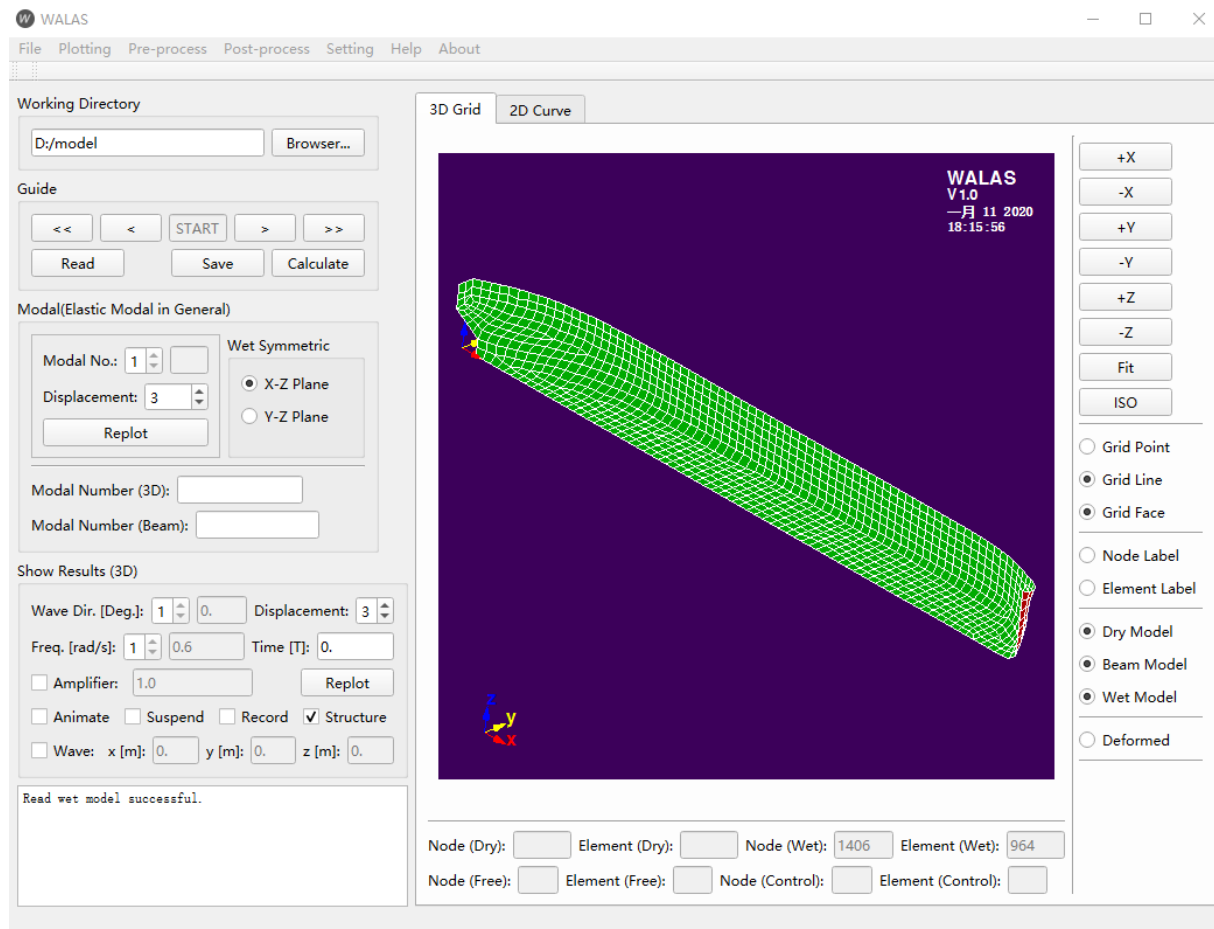 WALAS
File Plotting Pre-process Post-process Setting Help About
Working Directory
D:/model Browser...
Guide
<< < START > >>
Read Save Calculate
Modal(Elastic Modal in General)
Modal No.: 1
Displacement: 3
Replot
Wet Symmetric
X-Z Plane
Y-Z Plane
Modal Number (3D):
Modal Number (Beam):
Show Results (3D)
Wave Dir. [Deg.]: 1 0. Displacement: 3
Freq. [rad/s]: 1 0.6 Time [T]: 0.
Amplifier: 1.0 Replot
Animate Suspend Record Structure
Wave: x [m]: 0. y [m]: 0. z [m]: 0.
Read wet model successful.
3D Grid 2D Curve
WALAS
V1.0
一月 11 2020
18:15:56
z
y
x
Node (Dry): Element (Dry): Node (Wet): 1406 Element (Wet): 964
Node (Free): Element (Free): Node (Control): Element (Control):
+X
-X
+Y
-Y
+Z
-Z
Fit
ISO
Grid Point
Grid Line
Grid Face
Node Label
Element Label
Dry Model
Beam Model
Wet Model
Deformed